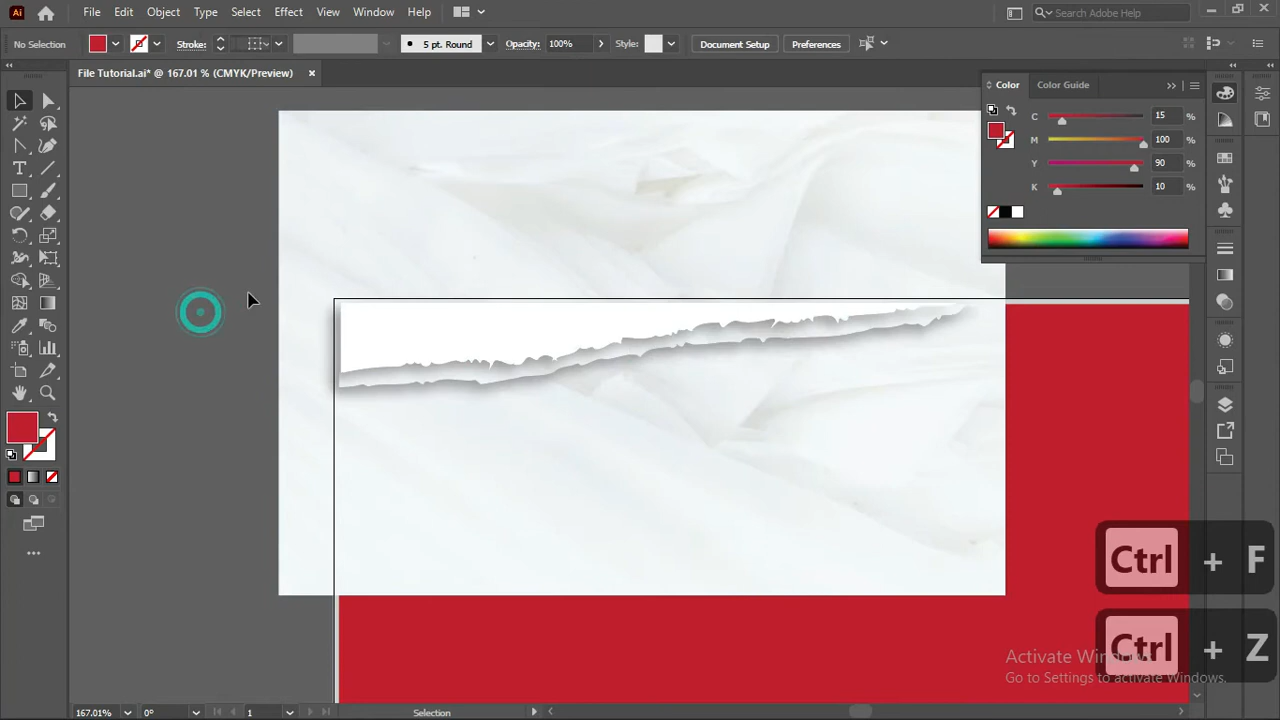 Ai File Edit Object Type Select Effect View Window Help Search Adobe Help
No Selection Stroke: 5 pt. Round Opacity: 100% Style: Document Setup Preferences
File Tutorial.ai* @ 167.01 % (CMYK/Preview) ×
Color Color Guide
C 15 %
M 100 %
Y 90 %
K 10 %
Ctrl + F
Ctrl + Z
Activate Windows
Go to Settings to activate Windows.
167.01% 0° 1 Selection